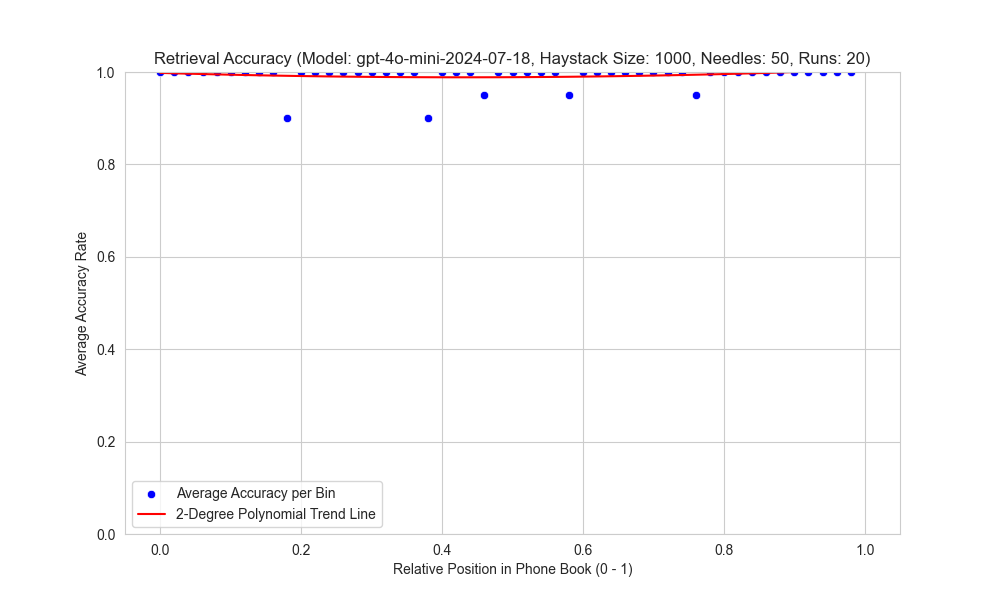 Retrieval Accuracy (Model: gpt-4o-mini-2024-07-18, Haystack Size: 1000, Needles: 50, Runs: 20)
1.0
0.8
0.6
0.4
0.2
0.0
Average Accuracy Rate
Average Accuracy per Bin
2-Degree Polynomial Trend Line
0.0 0.2 0.4 0.6 0.8 1.0
Relative Position in Phone Book (0 - 1)